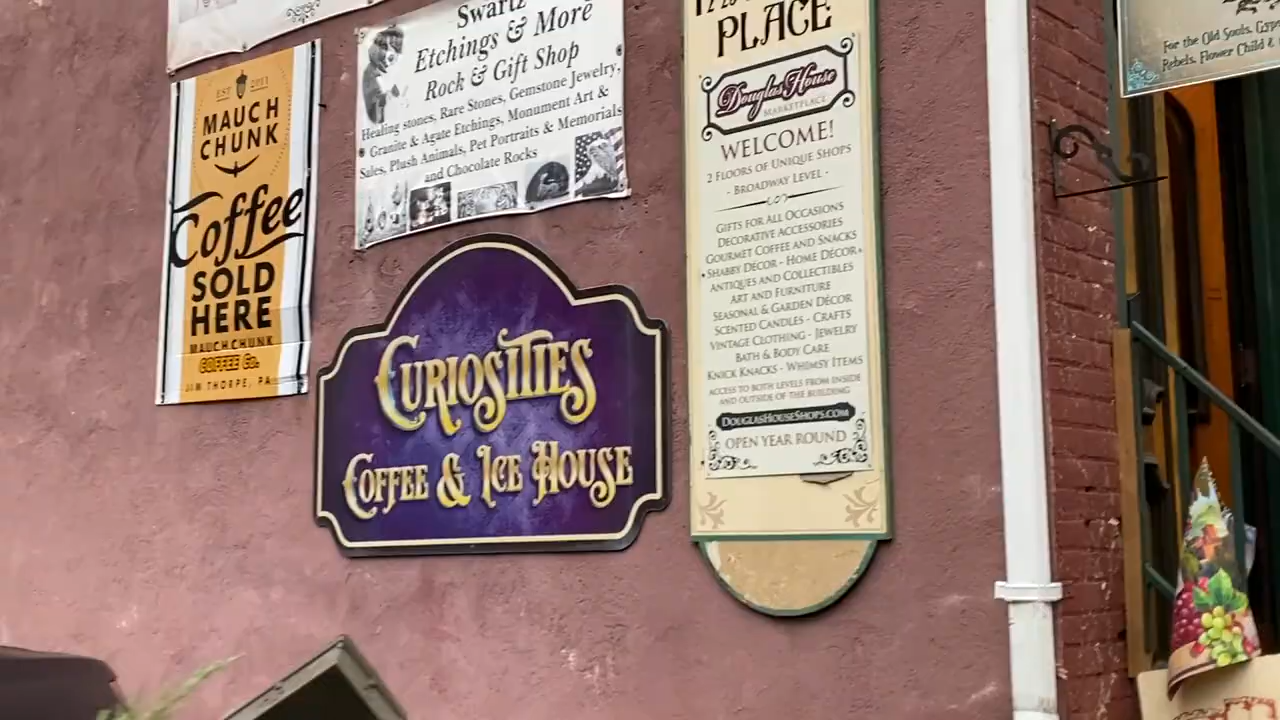 EST 2011
MAUCH
CHUNK
Coffee
SOLD
HERE
MAUCH CHUNK
COFFEE Co.
JIM THORPE, PA
Swartz
Etchings & More
Rock & Gift Shop
Healing stones, Rare Stones, Gemstone Jewelry,
Granite & Agate Etchings, Monument Art &
Sales, Plush Animals, Pet Portraits & Memorials
and Chocolate Rocks
CURIOSITIES
COFFEE & ICE HOUSE
PLACE
Douglas House
MARKETPLACE
WELCOME!
2 FLOORS OF UNIQUE SHOPS
- BROADWAY LEVEL -
GIFTS FOR ALL OCCASIONS
DECORATIVE ACCESSORIES
GOURMET COFFEE AND SNACKS
SHABBY DECOR - HOME DÉCOR
ANTIQUES AND COLLECTIBLES
ART AND FURNITURE
SEASONAL & GARDEN DÉCOR
SCENTED CANDLES - CRAFTS
VINTAGE CLOTHING - JEWELRY
BATH & BODY CARE
KNICK KNACKS - WHIMSY ITEMS
ACCESS TO BOTH LEVELS FROM INSIDE
AND OUTSIDE OF THE BUILDING
DOUGLASHOUSESHOPS.COM
OPEN YEAR ROUND
For the Old Souls,
Rebels, Flower Child &